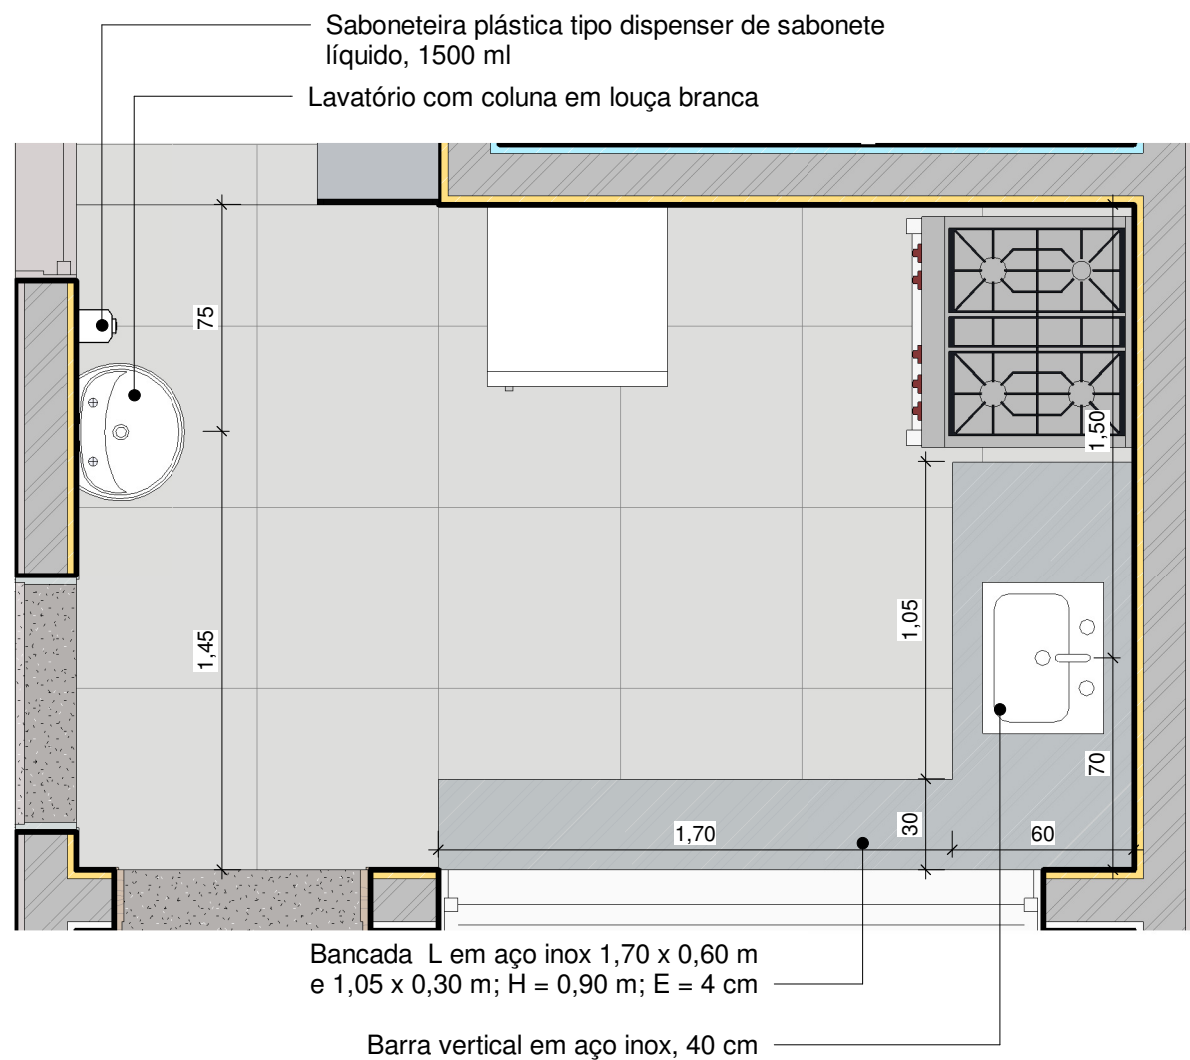 Saboneteira plástica tipo dispenser de sabonete
líquido, 1500 ml
Lavatório com coluna em louça branca
75
1,50
1,05
1,45
70
30
1,70
60
Bancada L em aço inox 1,70 x 0,60 m
e 1,05 x 0,30 m; H = 0,90 m; E = 4 cm
Barra vertical em aço inox, 40 cm